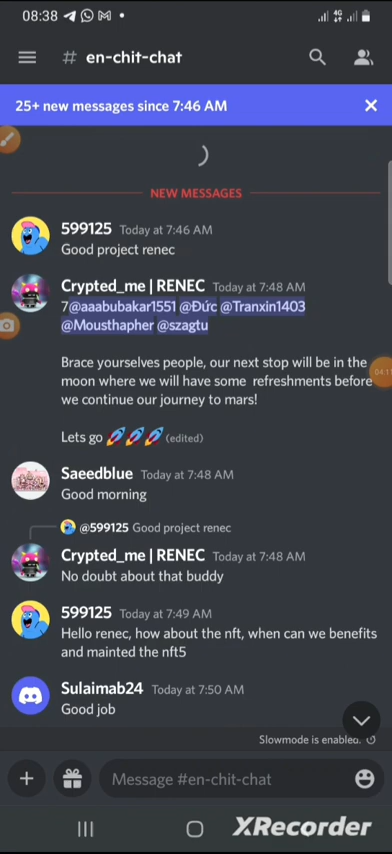 08:38
4G
# en-chit-chat
25+ new messages since 7:46 AM
NEW MESSAGES
599125 Today at 7:46 AM
Good project renec
Crypted_me | RENEC Today at 7:48 AM
7@aaabubakar1551 @Đức @Tranxin1403
@Mousthapher @szagtu
Brace yourselves people, our next stop will be in the
moon where we will have some refreshments before
we continue our journey to mars!
04:11
Lets go 🚀🚀🚀 (edited)
Saeedblue Today at 7:48 AM
Good morning
@599125 Good project renec
Crypted_me | RENEC Today at 7:48 AM
No doubt about that buddy
599125 Today at 7:49 AM
Hello renec, how about the nft, when can we benefits
and mainted the nft5
Sulaimab24 Today at 7:50 AM
Good job
Slowmode is enabled.
Message #en-chit-chat
XRecorder